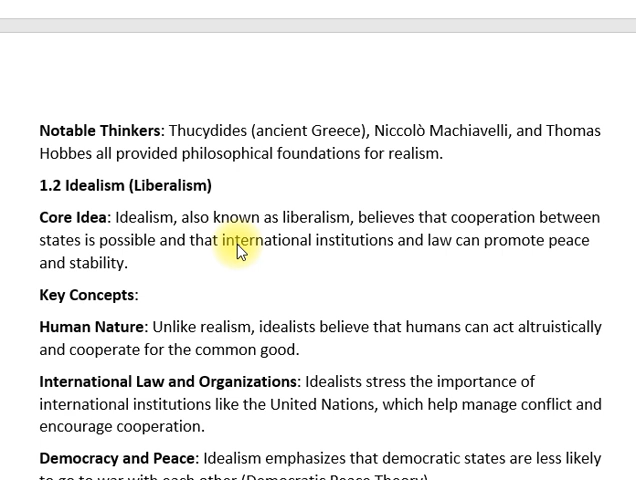 Notable Thinkers: Thucydides (ancient Greece), Niccolò Machiavelli, and Thomas
Hobbes all provided philosophical foundations for realism.
1.2 Idealism (Liberalism)
Core Idea: Idealism, also known as liberalism, believes that cooperation between
states is possible and that international institutions and law can promote peace
and stability.
Key Concepts:
Human Nature: Unlike realism, idealists believe that humans can act altruistically
and cooperate for the common good.
International Law and Organizations: Idealists stress the importance of
international institutions like the United Nations, which help manage conflict and
encourage cooperation.
Democracy and Peace: Idealism emphasizes that democratic states are less likely
to go to war with each other (Democratic Peace Theory).